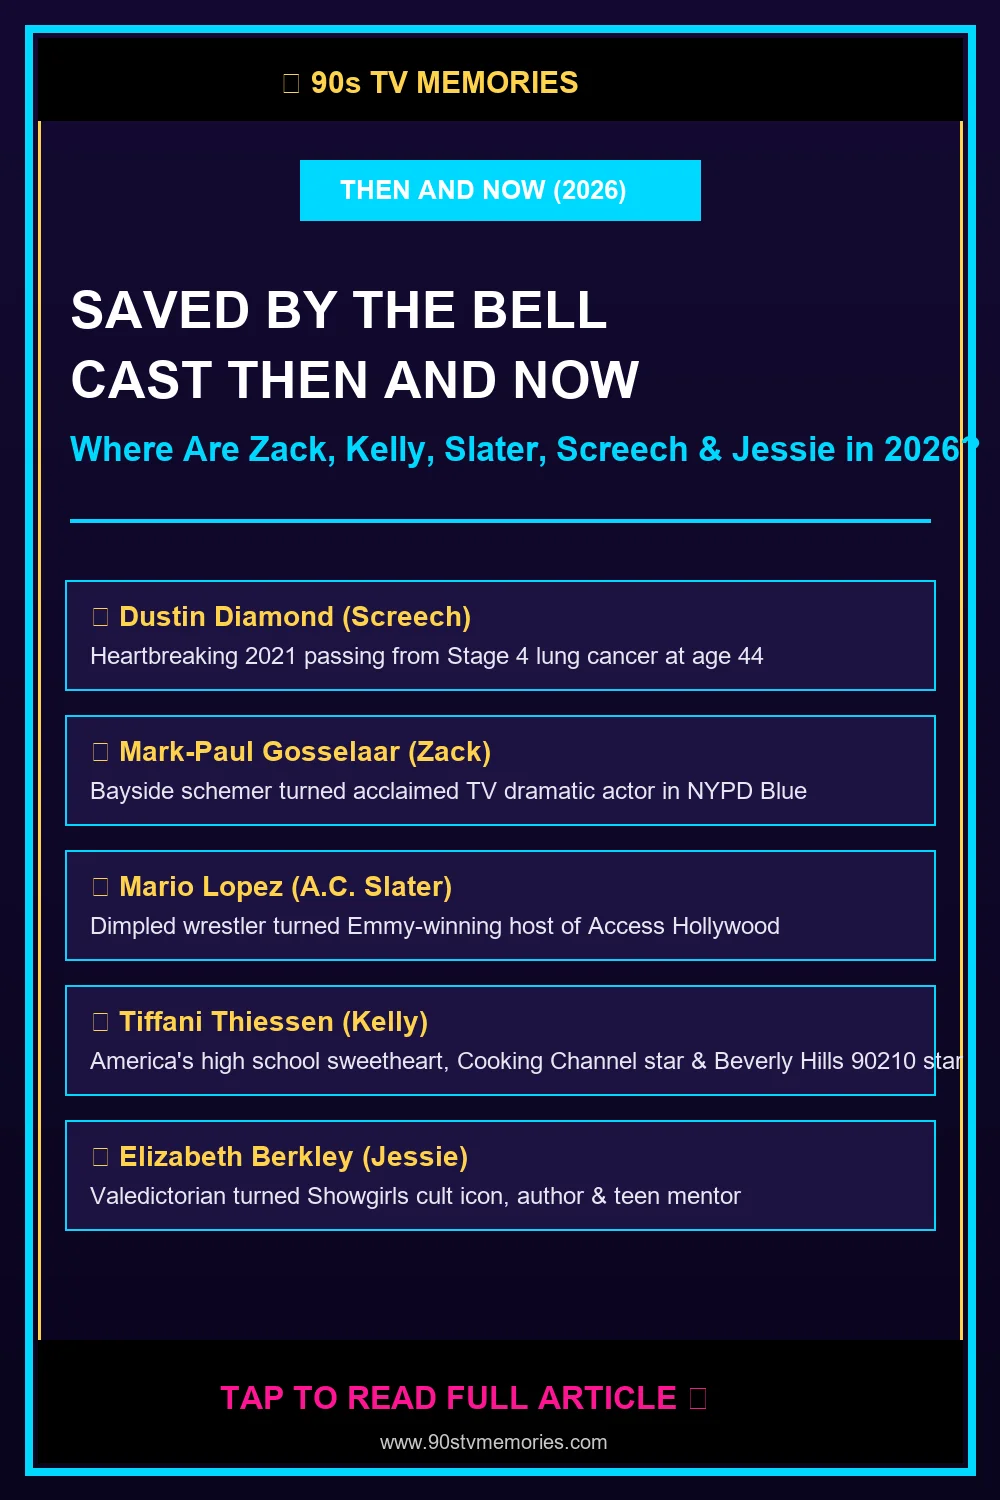 90s TV MEMORIES
THEN AND NOW (2026)
SAVED BY THE BELL
CAST THEN AND NOW
Where Are Zack, Kelly, Slater, Screech & Jessie in 2026?
Dustin Diamond (Screech)
Heartbreaking 2021 passing from Stage 4 lung cancer at age 44
Mark-Paul Gosselaar (Zack)
Bayside schemer turned acclaimed TV dramatic actor in NYPD Blue
Mario Lopez (A.C. Slater)
Dimpled wrestler turned Emmy-winning host of Access Hollywood
Tiffani Thiessen (Kelly)
America's high school sweetheart, Cooking Channel star & Beverly Hills 90210 star
Elizabeth Berkley (Jessie)
Valedictorian turned Showgirls cult icon, author & teen mentor
TAP TO READ FULL ARTICLE
www.90stvmemories.com